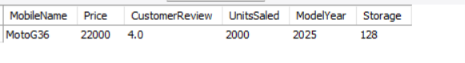 MobileName Price CustomerReview UnitsSaled ModelYear Storage
MotoG36 22000 4.0 2000 2025 128